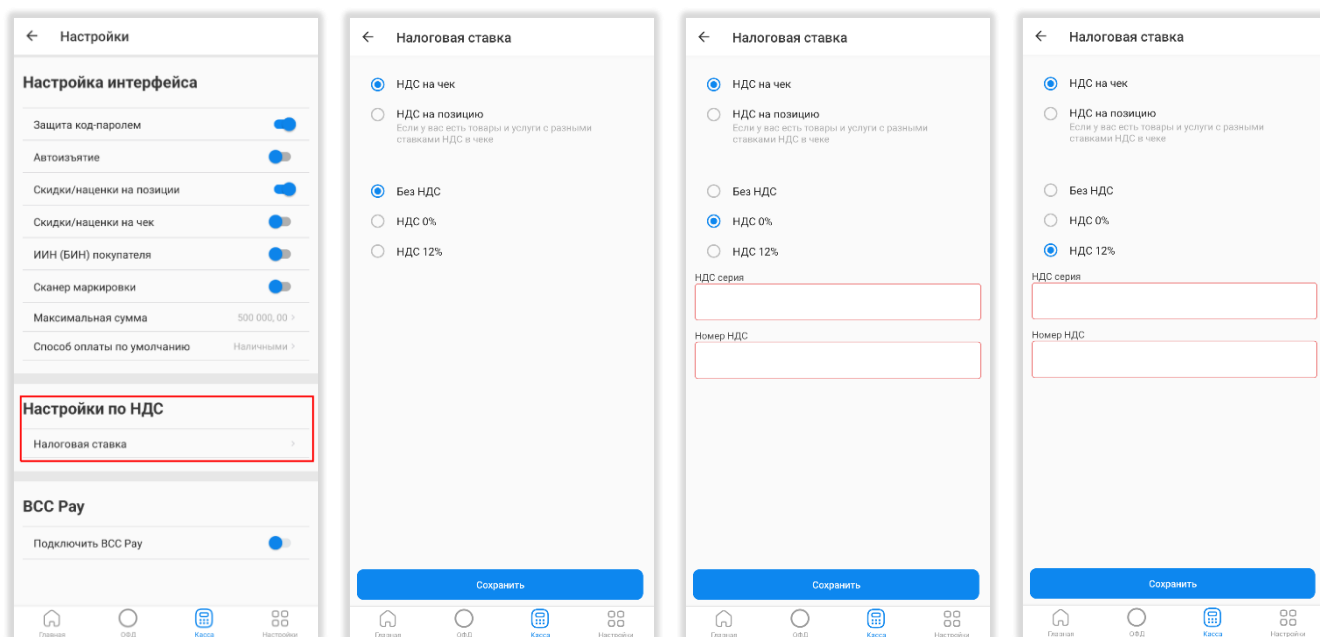 Настройки
Настройка интерфейса
Защита код-паролем
Автоизъятие
Скидки/наценки на позиции
Скидки/наценки на чек
ИИН (БИН) покупателя
Сканер маркировки
Максимальная сумма 500 000, 00 >
Способ оплаты по умолчанию Наличными >
Настройки по НДС
Налоговая ставка >
BCC Pay
Подключить BCC Pay
Главная ОФД Касса Настройки
Налоговая ставка
НДС на чек
НДС на позицию
Если у вас есть товары и услуги с разными
ставками НДС в чеке
Без НДС
НДС 0%
НДС 12%
Сохранить
Главная ОФД Касса Настройки
Налоговая ставка
НДС на чек
НДС на позицию
Если у вас есть товары и услуги с разными
ставками НДС в чеке
Без НДС
НДС 0%
НДС 12%
НДС серия
Номер НДС
Сохранить
Главная ОФД Касса Настройки
Налоговая ставка
НДС на чек
НДС на позицию
Если у вас есть товары и услуги с разными
ставками НДС в чеке
Без НДС
НДС 0%
НДС 12%
НДС серия
Номер НДС
Сохранить
Главная ОФД Касса Настройки